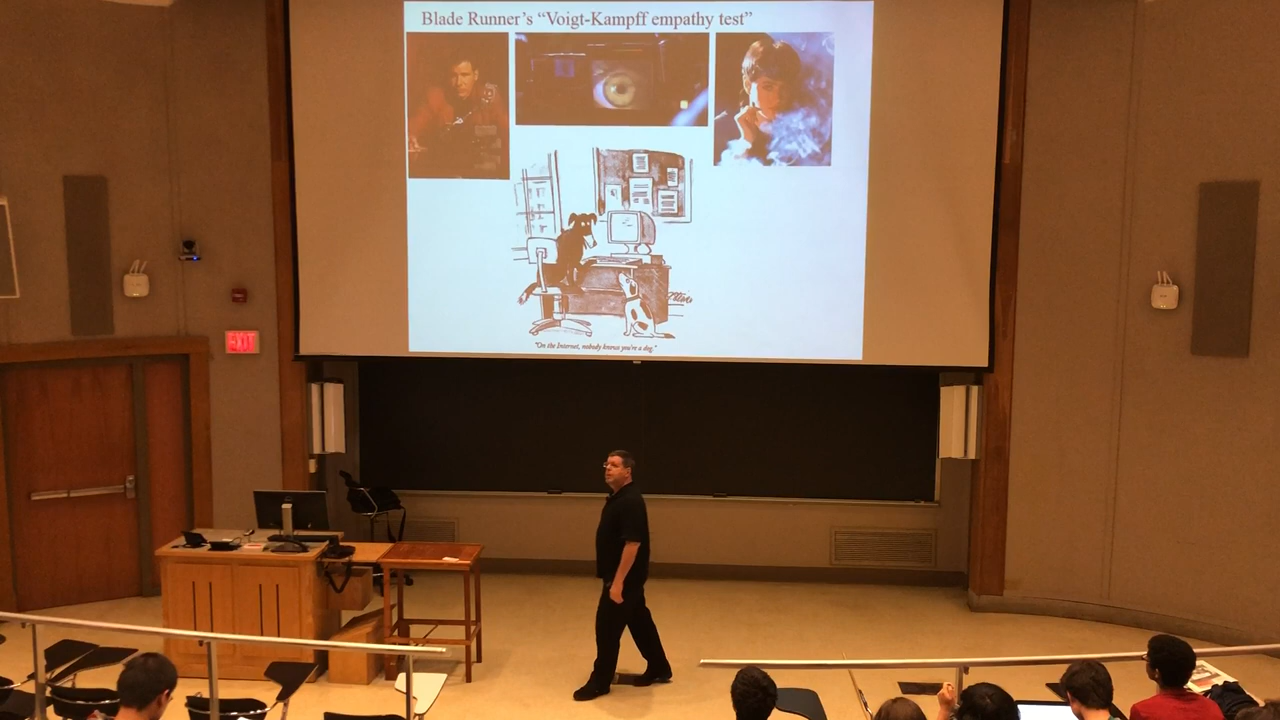 Blade Runner's “Voigt-Kampff empathy test”
"On the Internet, nobody knows you're a dog."
EXIT